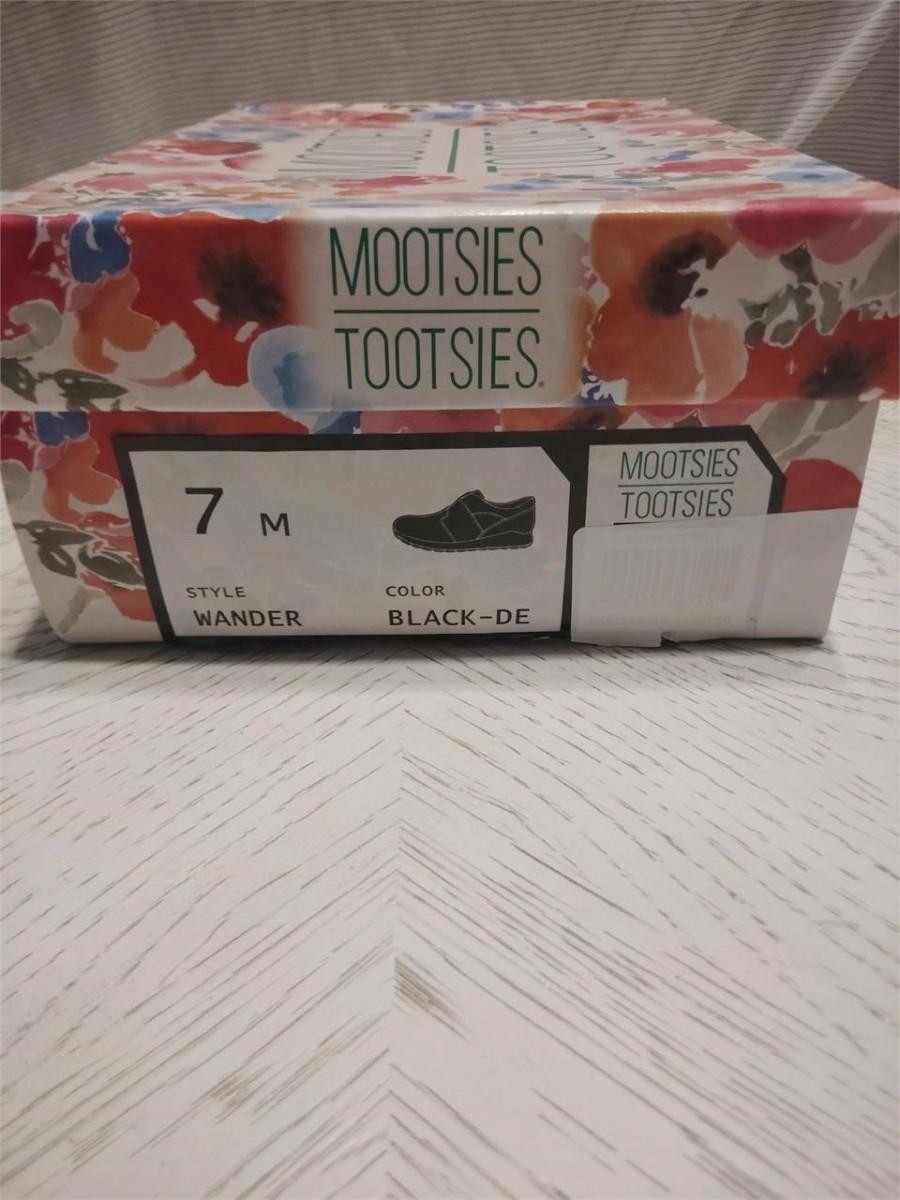 MOOTSIES
TOOTSIES.
7 M
MOOTSIES
TOOTSIES
STYLE COLOR
WANDER BLACK-DE